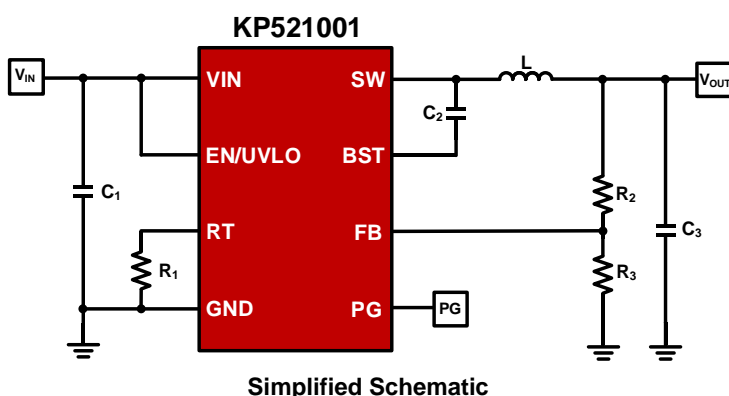 KP521001
VIN
VIN
SW
L
VOUT
C2
EN/UVLO
BST
C1
R2
RT
FB
C3
R1
R3
GND
PG
PG
Simplified Schematic